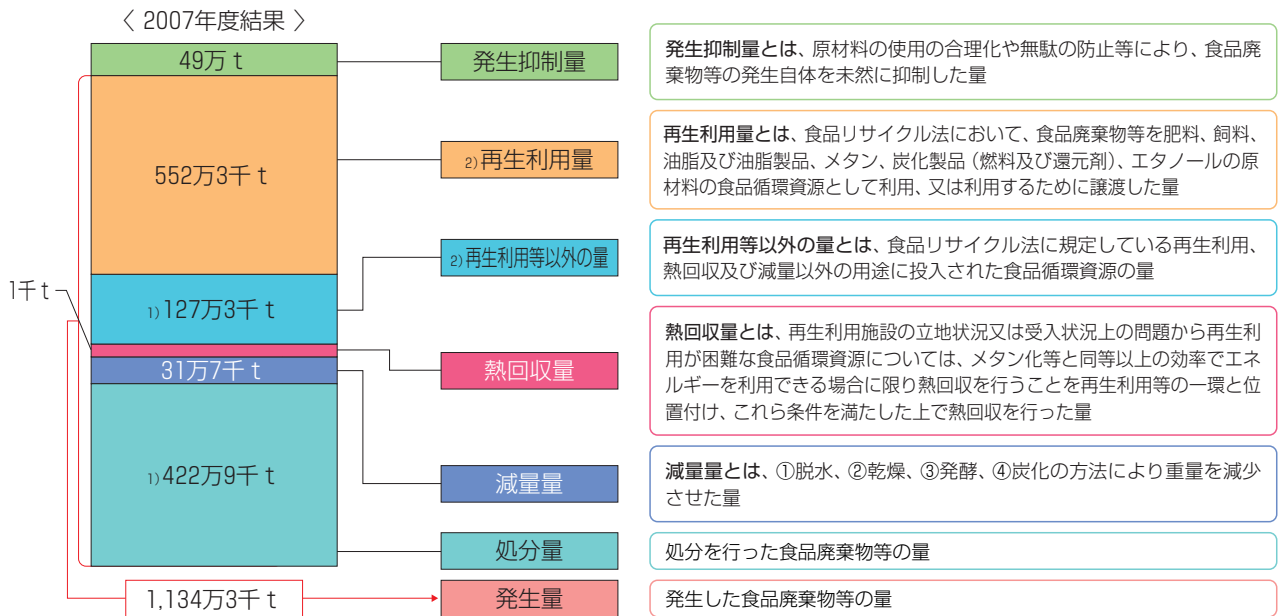 〈 2007年度結果 〉
49万 t
発生抑制量
発生抑制量とは、原材料の使用の合理化や無駄の防止等により、食品廃
棄物等の発生自体を未然に抑制した量
552万3千 t
2)再生利用量
再生利用量とは、食品リサイクル法において、食品廃棄物等を肥料、飼料、
油脂及び油脂製品、メタン、炭化製品（燃料及び還元剤）、エタノールの原
材料の食品循環資源として利用、又は利用するために譲渡した量
1)127万3千 t
2)再生利用等以外の量
再生利用等以外の量とは、食品リサイクル法に規定している再生利用、
熱回収及び減量以外の用途に投入された食品循環資源の量
1千 t
熱回収量
熱回収量とは、再生利用施設の立地状況又は受入状況上の問題から再生利
用が困難な食品循環資源については、メタン化等と同等以上の効率でエネ
ルギーを利用できる場合に限り熱回収を行うことを再生利用等の一環と位
置付け、これら条件を満たした上で熱回収を行った量
31万7千 t
減量量
減量量とは、①脱水、②乾燥、③発酵、④炭化の方法により重量を減少
させた量
1)422万9千 t
処分量
処分を行った食品廃棄物等の量
1,134万3千 t
発生量
発生した食品廃棄物等の量